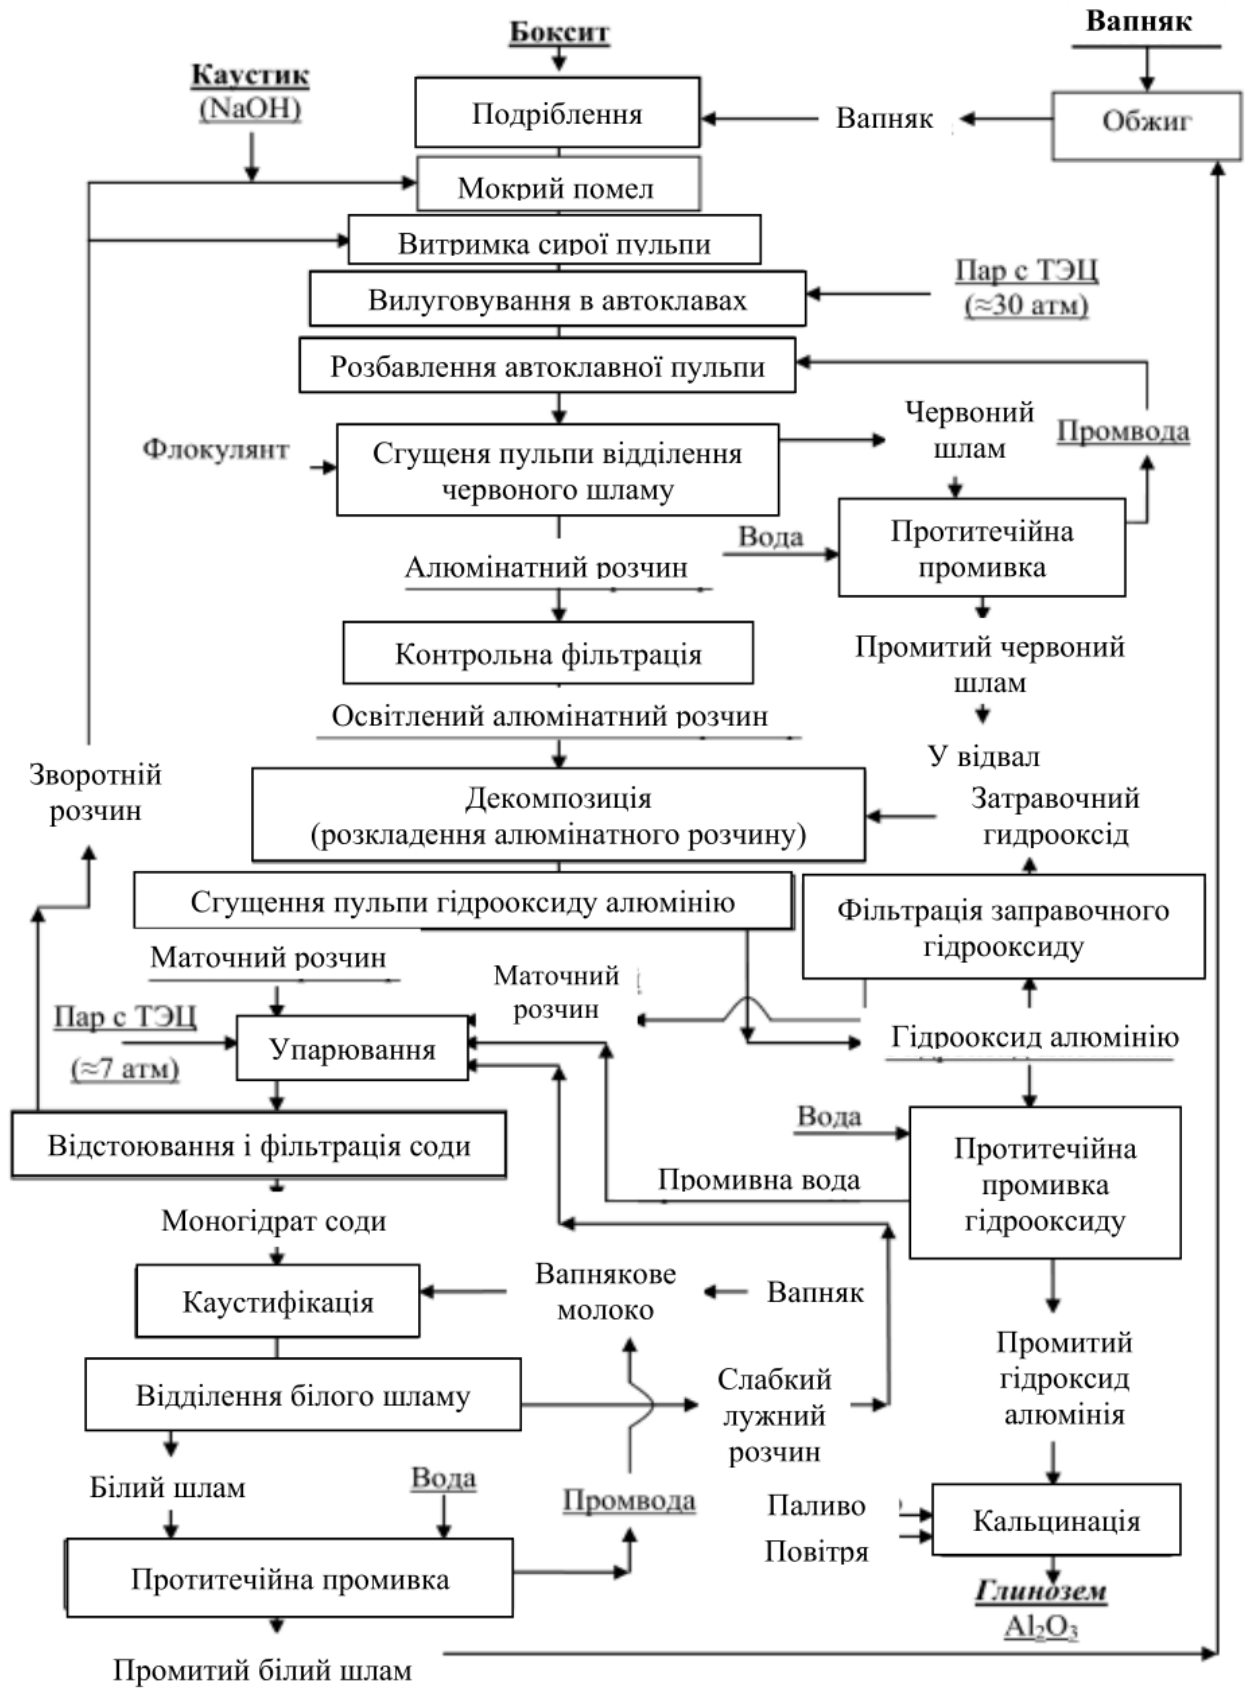 Боксит
Вапняк
Каустик
(NaOH)
Подріблення
Вапняк
Обжиг
Мокрий помел
Витримка сирої пульпи
Вилуговування в автоклавах
Пар с ТЭЦ
(≈30 атм)
Розбавлення автоклавної пульпи
Флокулянт
Сгущеня пульпи відділення
червоного шламу
Червоний
шлам
Промвода
Вода
Протитечійна
промивка
Алюмінатний розчин
Контрольна фільтрація
Промитий червоний
шлам
Освітлений алюмінатний розчин
У відвал
Зворотній
розчин
Декомпозиція
(розкладення алюмінатного розчину)
Затравочний
гидрооксід
Сгущення пульпи гідрооксиду алюмінію
Фільтрація заправочного
гідрооксиду
Маточний розчин
Маточний
розчин
Пар с ТЭЦ
(≈7 атм)
Упарювання
Гідрооксид алюмінію
Відстоювання і фільтрація соди
Вода
Протитечійна
промивка
гідрооксиду
Промивна вода
Моногідрат соди
Каустифікація
Вапнякове
молоко
Вапняк
Промитий
гідроксид
алюмінія
Відділення білого шламу
Слабкий
лужний
розчин
Білий шлам
Вода
Промвода
Паливо
Повітря
Кальцинація
Протитечійна промивка
Глинозем
Al₂O₃
Промитий білий шлам